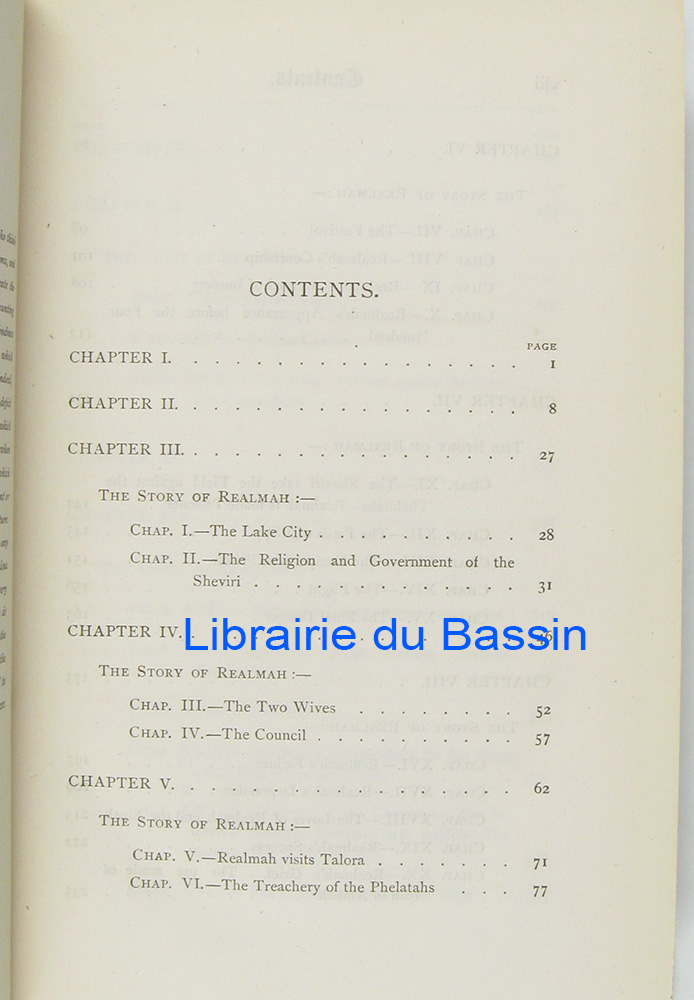 CONTENTS.
PAGE
CHAPTER I. . . . . . . . . . . . . . . . . . 1
CHAPTER II. . . . . . . . . . . . . . . . . 8
CHAPTER III. . . . . . . . . . . . . . . . . 27
THE STORY OF REALMAH :—
CHAP. I.—The Lake City . . . . . . . . . . 28
CHAP. II.—The Religion and Government of the
Sheviri . . . . . . . . . . . . . 31
CHAPTER IV. . . . . . . . . . . . . . . . . 46
Librairie du Bassin
THE STORY OF REALMAH :—
CHAP. III.—The Two Wives . . . . . . . 52
CHAP. IV.—The Council . . . . . . . . . . 57
CHAPTER V. . . . . . . . . . . . . . . . . 62
THE STORY OF REALMAH :—
CHAP. V.—Realmah visits Talora . . . . . . . 71
CHAP. VI.—The Treachery of the Phelatahs . . . 77